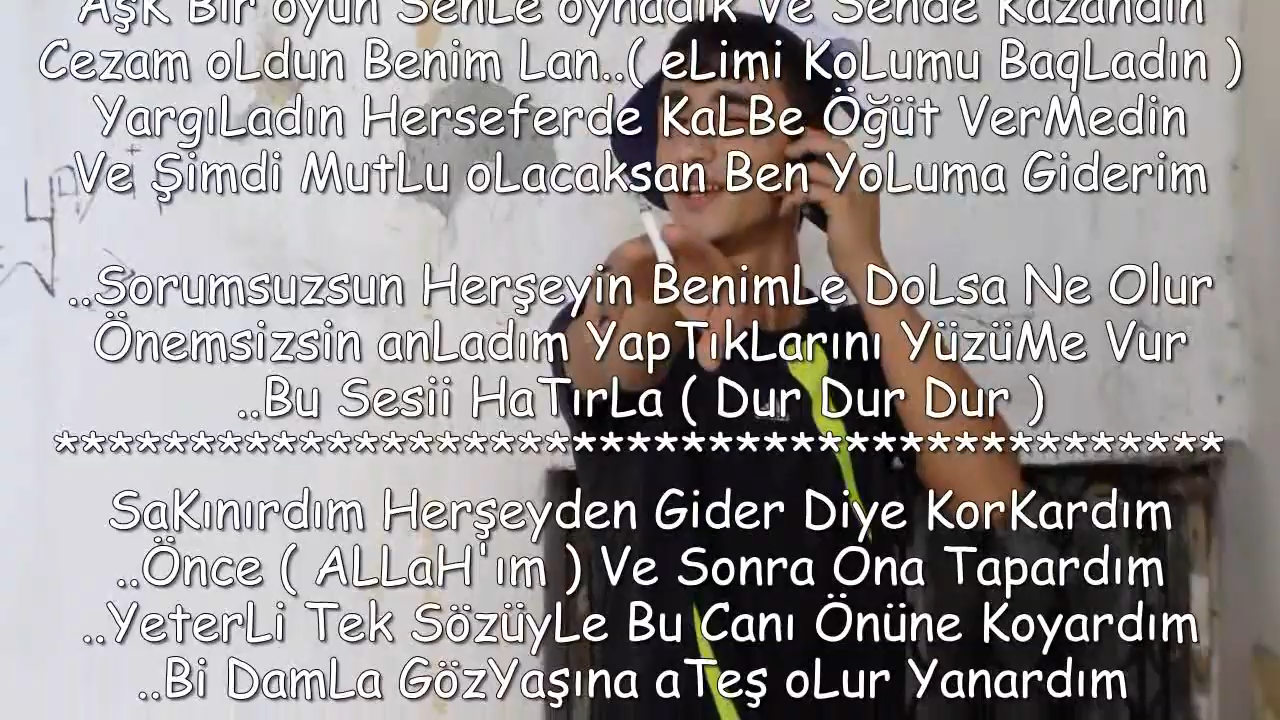 AşK Bir oyun SenLe oynadık Ve Sende Kazandın
Cezam oLdun Benim Lan..( eLimi KoLumu BaqLadın )
YargıLadın Herseferde KaLBe Öğüt VerMedin
Ve Şimdi MutLu oLacaksan Ben YoLuma Giderim
..Sorumsuzsun Herşeyin BenimLe DoLsa Ne Olur
Önemsizsin anLadım YapTıkLarını YüzüMe Vur
..Bu Sesii HaTırLa ( Dur Dur Dur )
*******************************************
SaKınırdım Herşeyden Gider Diye KorKardım
..Önce ( ALLaH'ım ) Ve Sonra Ona Tapardım
..YeterLi Tek SözüyLe Bu Canı Önüne Koyardım
..Bi DamLa GözYaşına aTeş oLur Yanardım